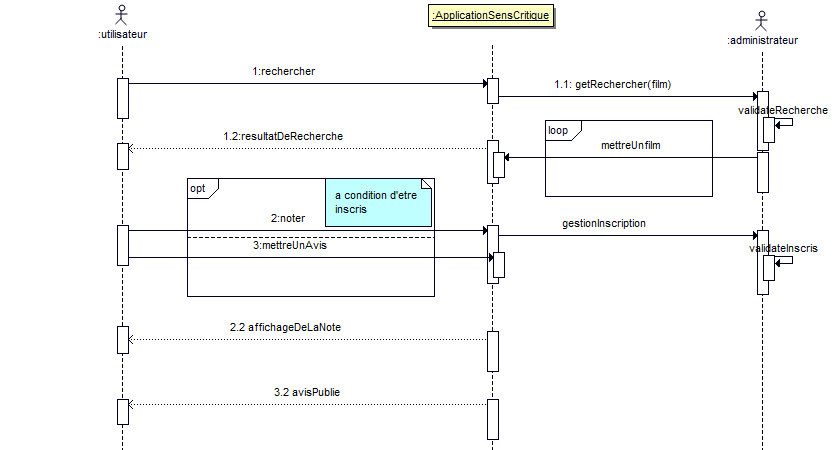 :utilisateur
:ApplicationSensCritique
:administrateur
1:rechercher
1.1: getRechercher(film)
validateRecherche
loop
1.2:resultatDeRecherche
mettreUnfilm
opt
a condition d'etre
inscris
2:noter
gestionInscription
3:mettreUnAvis
validateInscris
2.2 affichageDeLaNote
3.2 avisPublie